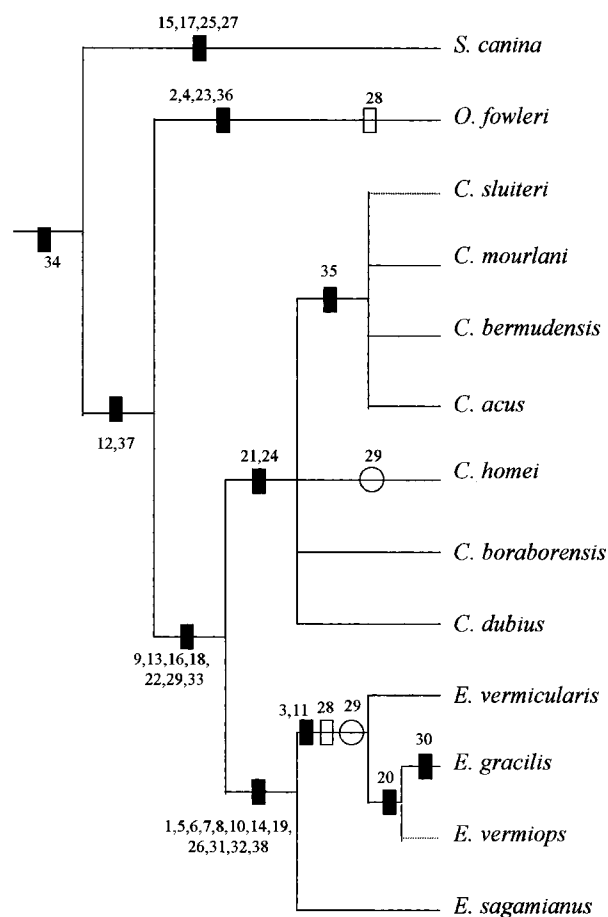 15,17,25,27
S. canina
2,4,23,36
28
O. fowleri
C. sluiteri
34
C. mourlani
35
C. bermudensis
C. acus
12,37
21,24
29
C. homei
C. boraborensis
C. dubius
9,13,16,18,
22,29,33
3,11
28
29
E. vermicularis
30
E. gracilis
20
1,5,6,7,8,10,14,19,
26,31,32,38
E. vermiops
E. sagamianus